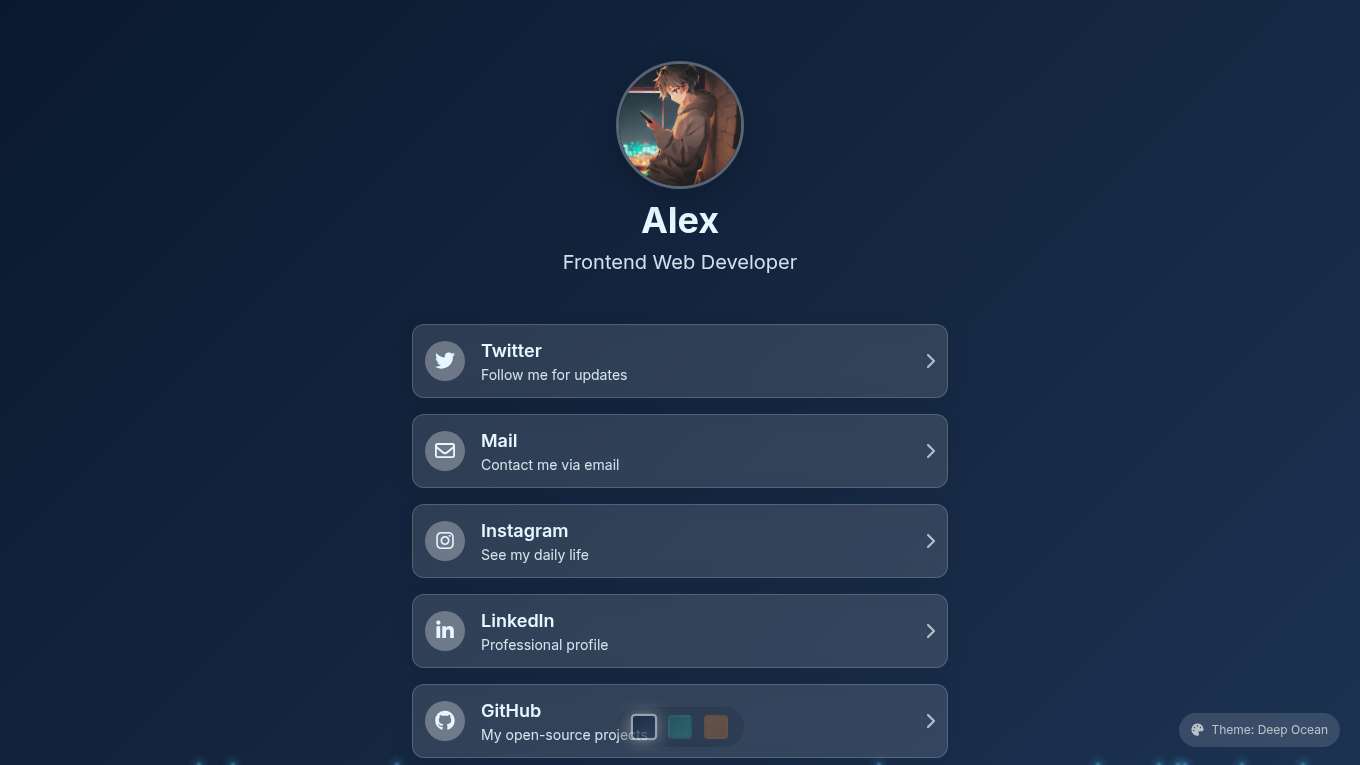 Alex
Frontend Web Developer
Twitter
Follow me for updates
Mail
Contact me via email
Instagram
See my daily life
LinkedIn
Professional profile
GitHub
My open-source projects
Theme: Deep Ocean